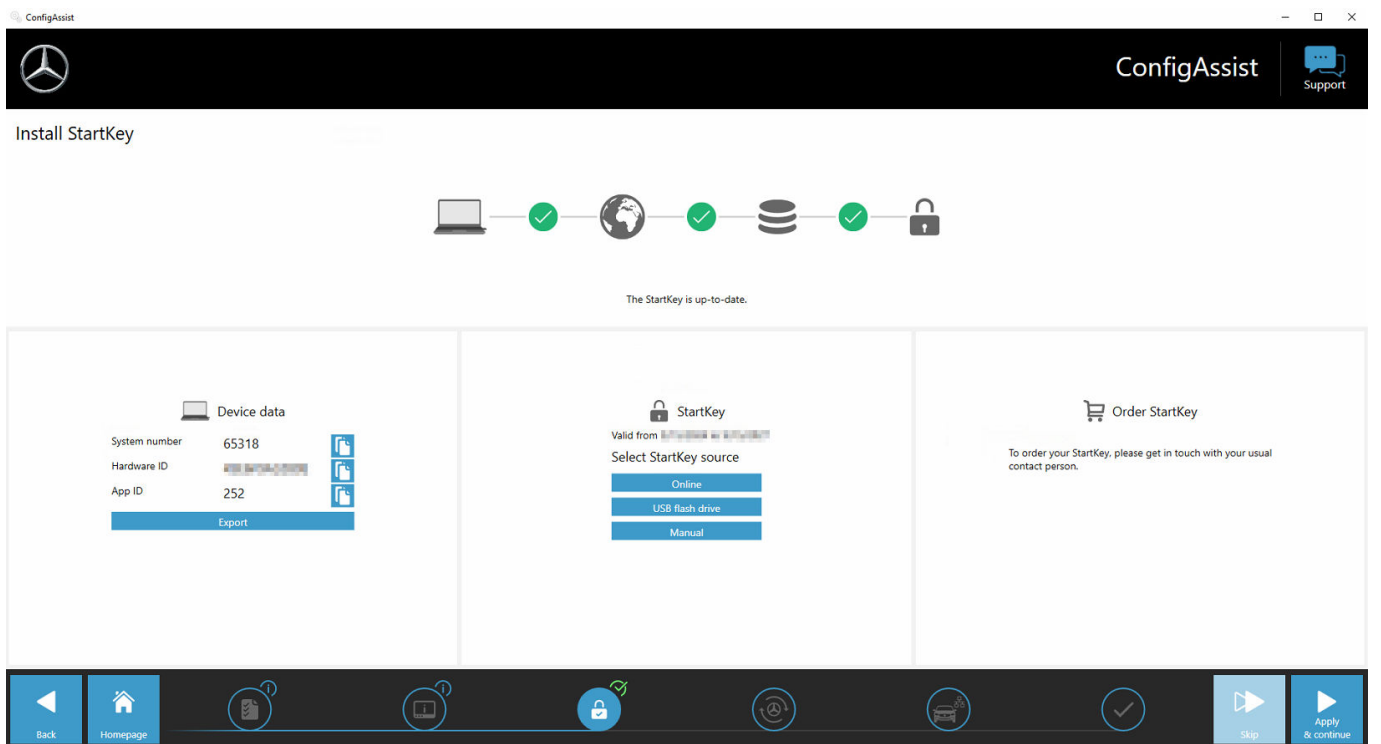 ConfigAssist
ConfigAssist
Support
Install StartKey
The StartKey is up-to-date.
Device data
System number 65318
Hardware ID
App ID 252
Export
StartKey
Valid from
Select StartKey source
Online
USB flash drive
Manual
Order StartKey
To order your StartKey, please get in touch with your usual
contact person.
Back
Homepage
Skip
Apply
& continue